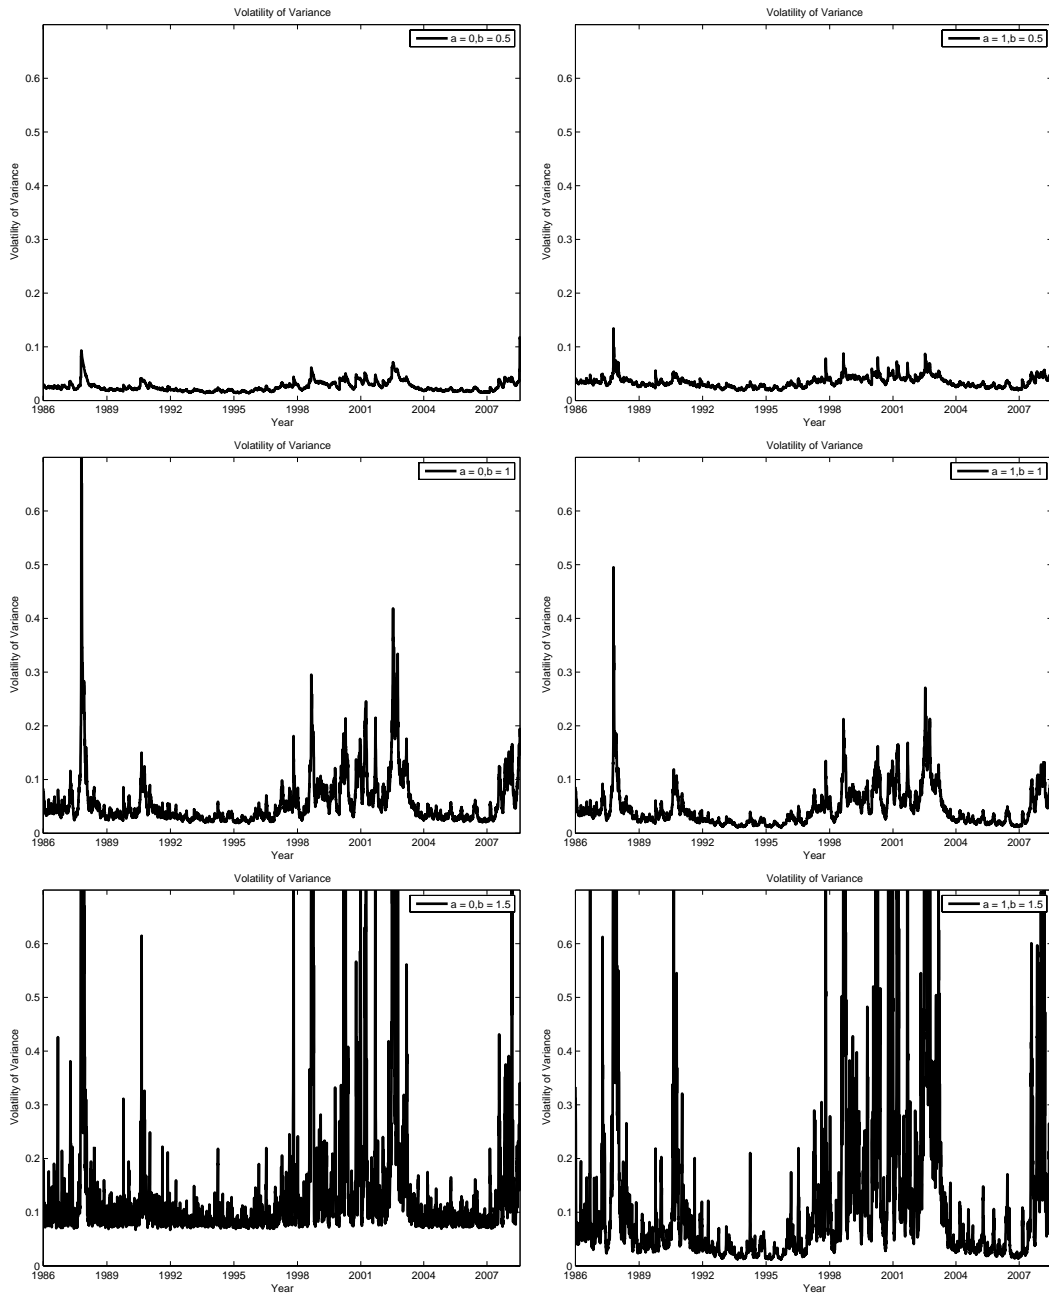 Volatility of Variance
a = 0,b = 0.5
0.6
0.5
0.4
0.3
0.2
0.1
0
Volatility of Variance
1986 1989 1992 1995 1998 2001 2004 2007
Year
Volatility of Variance
a = 1,b = 0.5
0.6
0.5
0.4
0.3
0.2
0.1
0
Volatility of Variance
1986 1989 1992 1995 1998 2001 2004 2007
Year
Volatility of Variance
a = 0,b = 1
0.6
0.5
0.4
0.3
0.2
0.1
0
Volatility of Variance
1986 1989 1992 1995 1998 2001 2004 2007
Year
Volatility of Variance
a = 1,b = 1
0.6
0.5
0.4
0.3
0.2
0.1
0
Volatility of Variance
1986 1989 1992 1995 1998 2001 2004 2007
Year
Volatility of Variance
a = 0,b = 1.5
0.6
0.5
0.4
0.3
0.2
0.1
0
Volatility of Variance
1986 1989 1992 1995 1998 2001 2004 2007
Year
Volatility of Variance
a = 1,b = 1.5
0.6
0.5
0.4
0.3
0.2
0.1
0
Volatility of Variance
1986 1989 1992 1995 1998 2001 2004 2007
Year